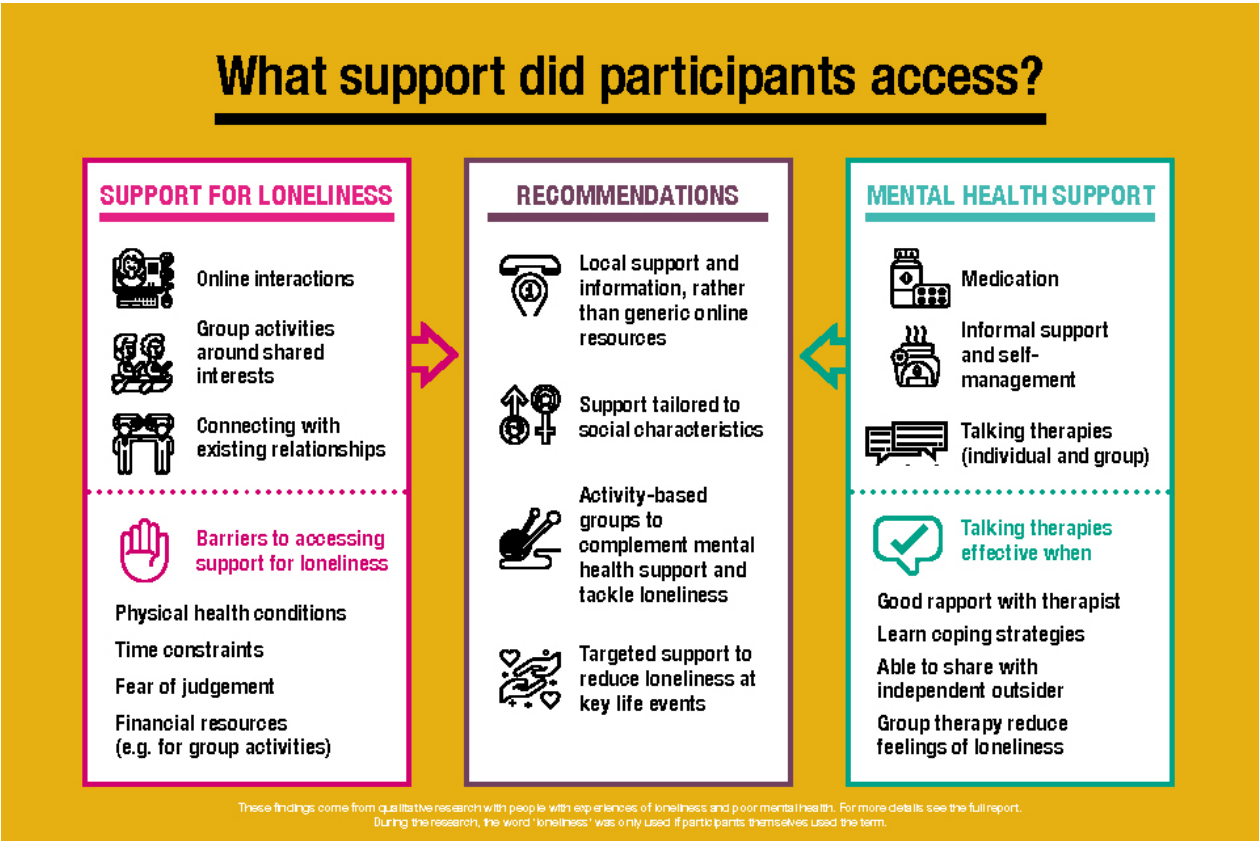 What support did participants access?
SUPPORT FOR LONELINESS
Online interactions
Group activities
around shared
interests
Connecting with
existing relationships
Barriers to accessing
support for loneliness
Physical health conditions
Time constraints
Fear of judgement
Financial resources
(e.g. for group activities)
RECOMMENDATIONS
Local support and
information, rather
than generic online
resources
Support tailored to
social characteristics
Activity-based
groups to
complement mental
health support and
tackle loneliness
Targeted support to
reduce loneliness at
key life events
MENTAL HEALTH SUPPORT
Medication
Informal support
and self-
management
Talking therapies
(individual and group)
Talking therapies
effective when
Good rapport with therapist
Learn coping strategies
Able to share with
independent outsider
Group therapy reduce
feelings of loneliness
These findings come from qualitative research with people with experiences of loneliness and poor mental health. For more details see the full report.
During the research, the word 'loneliness' was only used if participants themselves used the term.